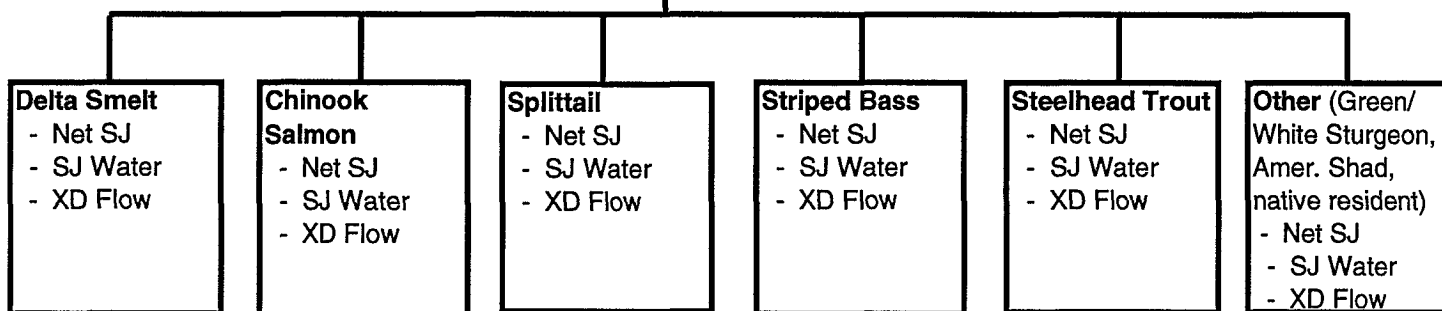 Delta Smelt
- Net SJ
- SJ Water
- XD Flow
Chinook
Salmon
- Net SJ
- SJ Water
- XD Flow
Splittail
- Net SJ
- SJ Water
- XD Flow
Striped Bass
- Net SJ
- SJ Water
- XD Flow
Steelhead Trout
- Net SJ
- SJ Water
- XD Flow
Other (Green/
White Sturgeon,
Amer. Shad,
native resident)
- Net SJ
- SJ Water
- XD Flow